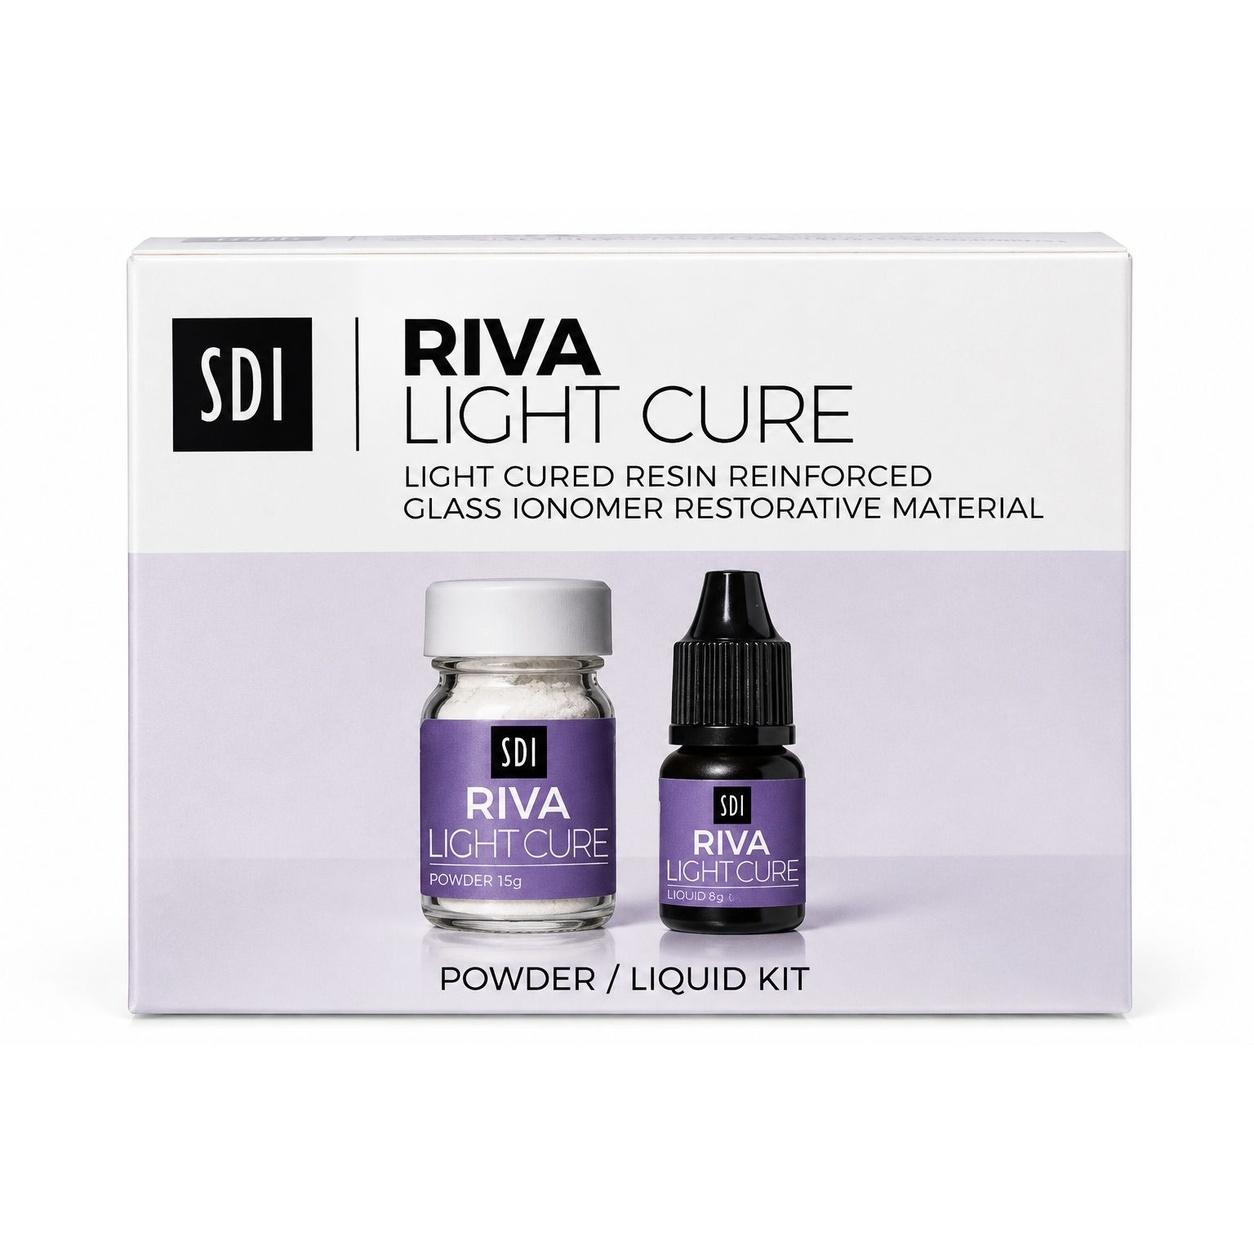 SDI
RIVA
LIGHT CURE
LIGHT CURED RESIN REINFORCED
GLASS IONOMER RESTORATIVE MATERIAL
SDI
RIVA
LIGHT CURE
POWDER 15g
SDI
RIVA
LIGHT CURE
LIQUID 8g
POWDER / LIQUID KIT